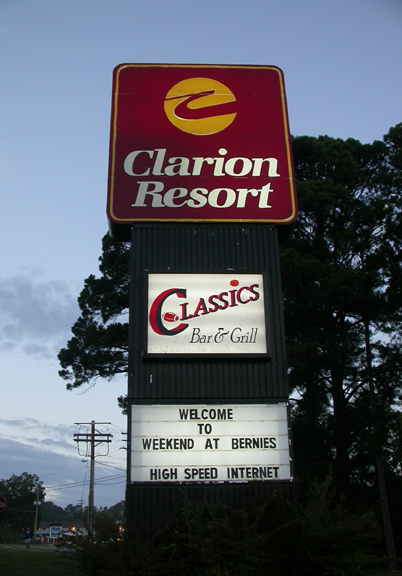 Clarion
Resort
CLASSICS
Bar & Grill
WELCOME
TO
WEEKEND AT BERNIES
HIGH SPEED INTERNET